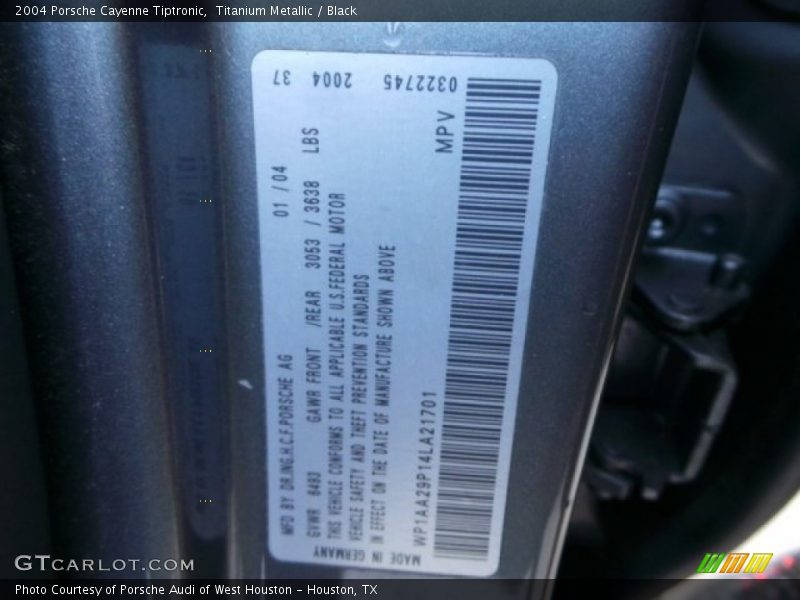 2004 Porsche Cayenne Tiptronic,  Titanium Metallic / Black
MFD BY DR.ING.H.C.F.PORSCHE AG 01 / 04
GVWR 6493 GAWR FRONT /REAR 3053 / 3638 LBS
THIS VEHICLE CONFORMS TO ALL APPLICABLE U.S.FEDERAL MOTOR
VEHICLE SAFETY AND THEFT PREVENTION STANDARDS
IN EFFECT ON THE DATE OF MANUFACTURE SHOWN ABOVE
WP1AA29P14LA21701 MPV
37 2004 0322745
MADE IN GERMANY
GTCARLOT.COM
Photo Courtesy of Porsche Audi of West Houston - Houston, TX